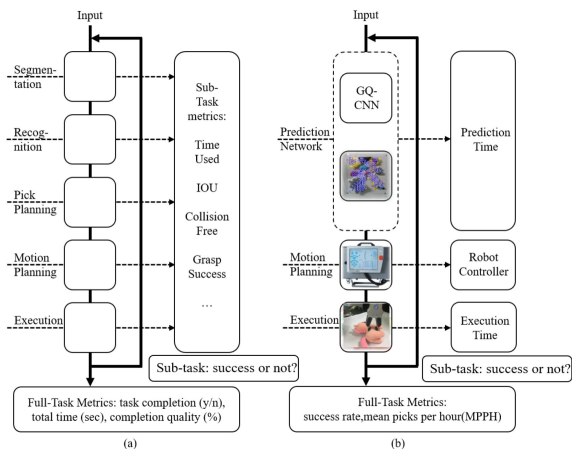 Input
Segmen-
tation
Recog-
nition
Pick
Planning
Motion
Planning
Execution
Sub-
Task
metrics:
Time
Used
IOU
Collision
Free
Grasp
Success
...
Sub-task: success or not?
Full-Task Metrics: task completion (y/n),
total time (sec), completion quality (%)
(a)
Input
GQ-
CNN
Prediction
Network
Prediction
Time
Motion
Planning
Robot
Controller
Execution
Execution
Time
Sub-task: success or not?
Full-Task Metrics:
success rate,mean picks per hour(MPPH)
(b)